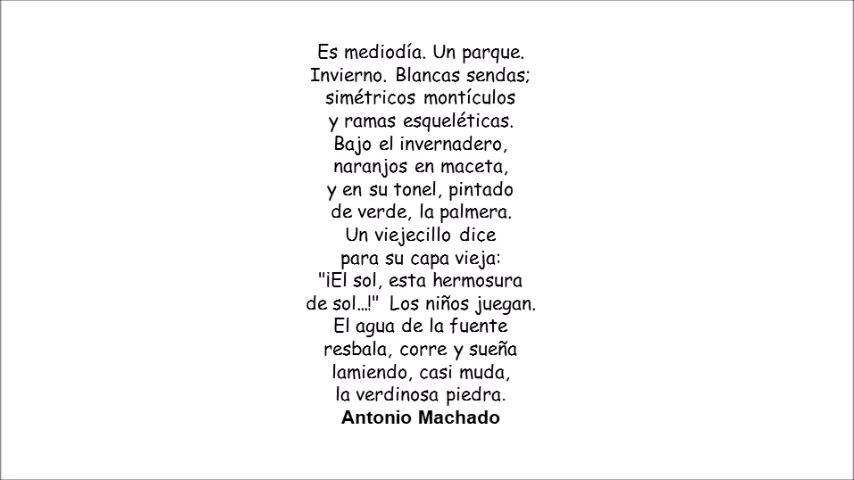 Es mediodía. Un parque.
Invierno. Blancas sendas;
simétricos montículos
y ramas esqueléticas.
Bajo el invernadero,
naranjos en maceta,
y en su tonel, pintado
de verde, la palmera.
Un viejecillo dice
para su capa vieja:
"¡El sol, esta hermosura
de sol...!" Los niños juegan.
El agua de la fuente
resbala, corre y sueña
lamiendo, casi muda,
la verdinosa piedra.
Antonio Machado